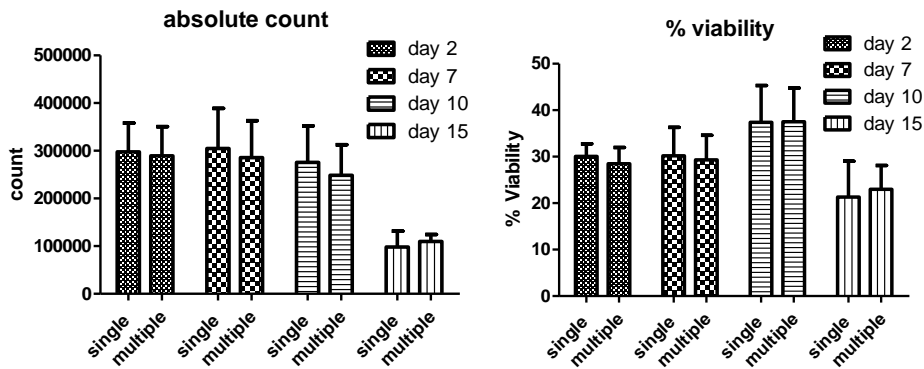 absolute count
500000
400000
300000
200000
100000
0
count
single
multiple
single
multiple
single
multiple
single
multiple
day 2
day 7
day 10
day 15
% viability
50
40
30
20
10
0
% Viability
single
multiple
single
multiple
single
multiple
single
multiple
day 2
day 7
day 10
day 15